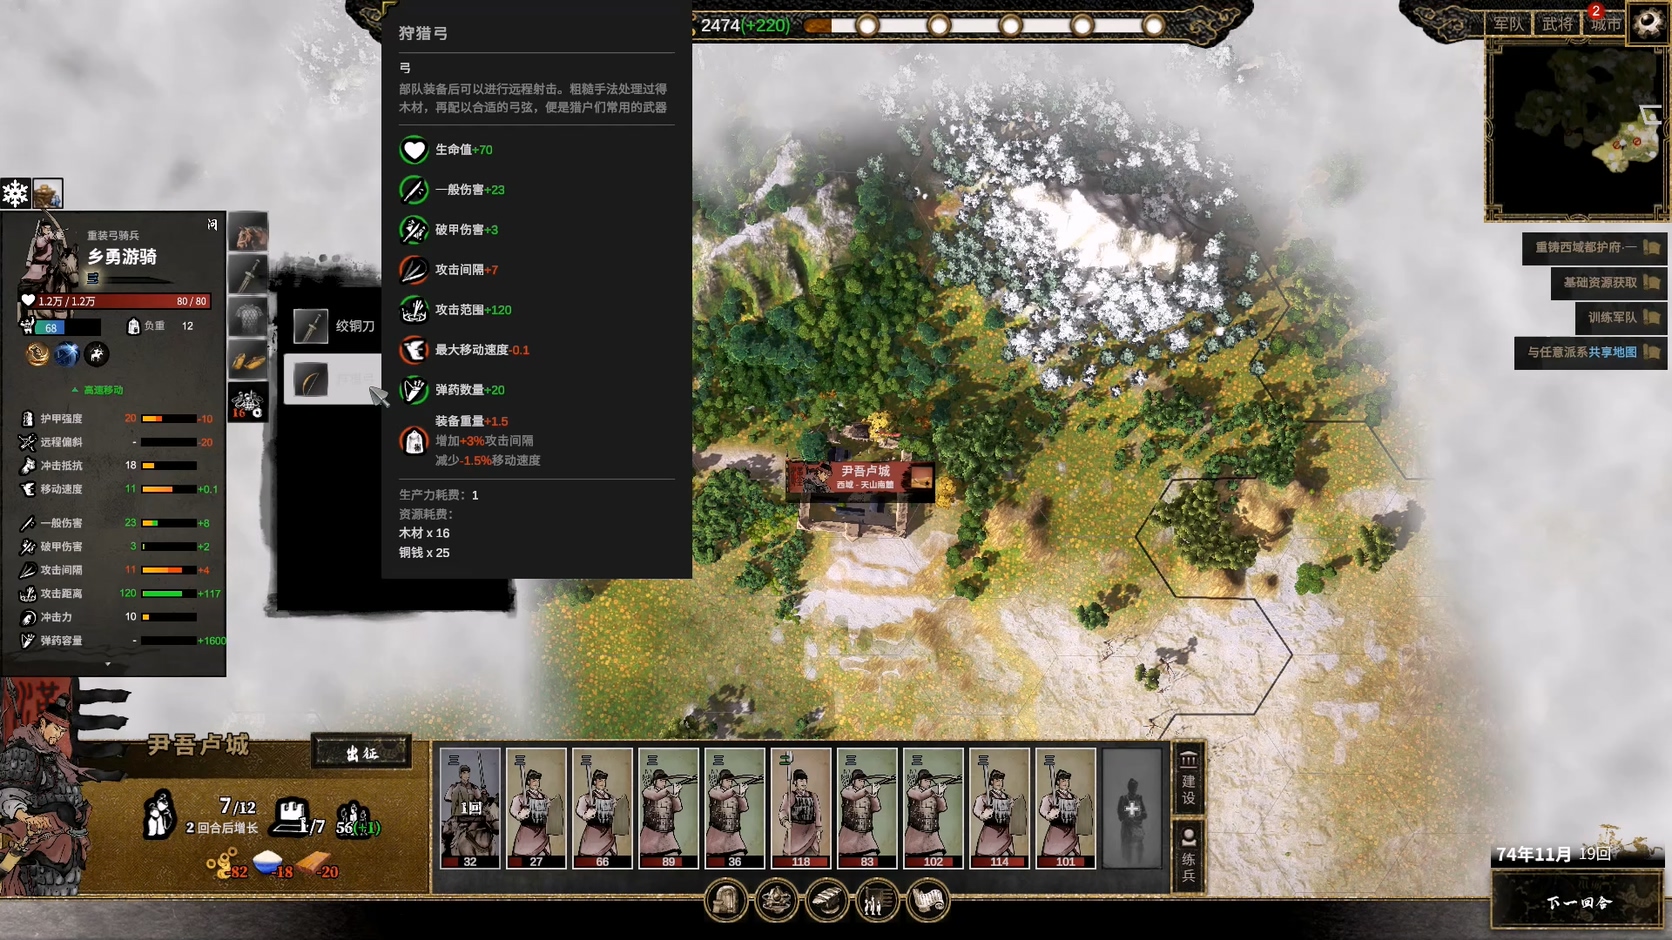 狩猎弓
弓
部队装备后可以进行远程射击。粗糙手法处理过得
木材，再配以合适的弓弦，便是猎户们常用的武器
生命值+70
一般伤害+23
破甲伤害+3
攻击间隔+7
攻击范围+120
最大移动速度-0.1
弹药数量+20
装备重量+1.5
增加+3%攻击间隔
减少-1.5%移动速度
生产力耗费：1
资源耗费：
木材 x 16
铜钱 x 25
2474(+220)
军队
武将
城市
2
重铸西域都护府·一
基础资源获取
训练军队
与任意派系共享地图
重装弓骑兵
乡勇游骑
三
1.2万 / 1.2万
80 / 80
68
负重 12
高速移动
护甲强度 20 -10
远程偏斜 - -20
冲击抵抗 18
移动速度 11 +0.1
一般伤害 23 +8
破甲伤害 3 +2
攻击间隔 11 +4
攻击距离 120 +117
冲击力 10
弹药容量 - +1600
16
绞铜刀
尹吾卢城
西域 - 天山南麓
尹吾卢城
出征
7/12
2 回合后增长
1/7
56(+1)
-82
-18
-20
1回
32
27
66
89
36
118
83
102
114
101
建设
练兵
74年11月 19回
下一回合